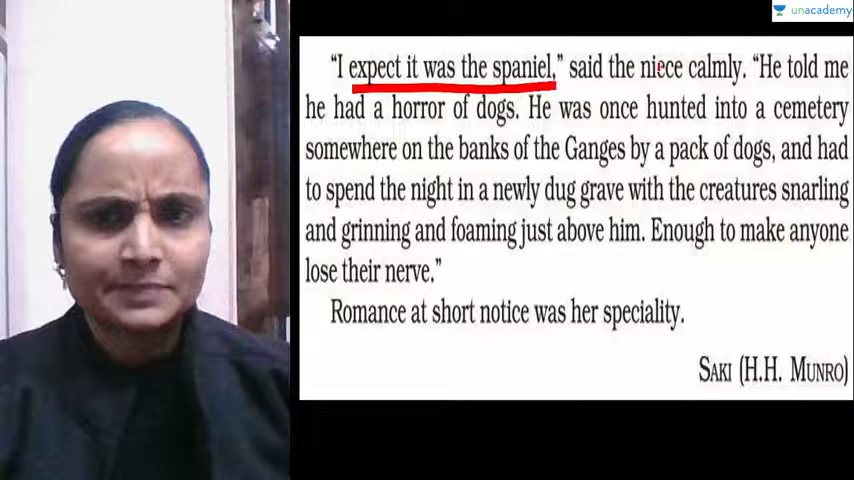 unacademy
“I expect it was the spaniel,” said the niece calmly. “He told me
he had a horror of dogs. He was once hunted into a cemetery
somewhere on the banks of the Ganges by a pack of dogs, and had
to spend the night in a newly dug grave with the creatures snarling
and grinning and foaming just above him. Enough to make anyone
lose their nerve.”
Romance at short notice was her speciality.
SAKI (H.H. MUNRO)